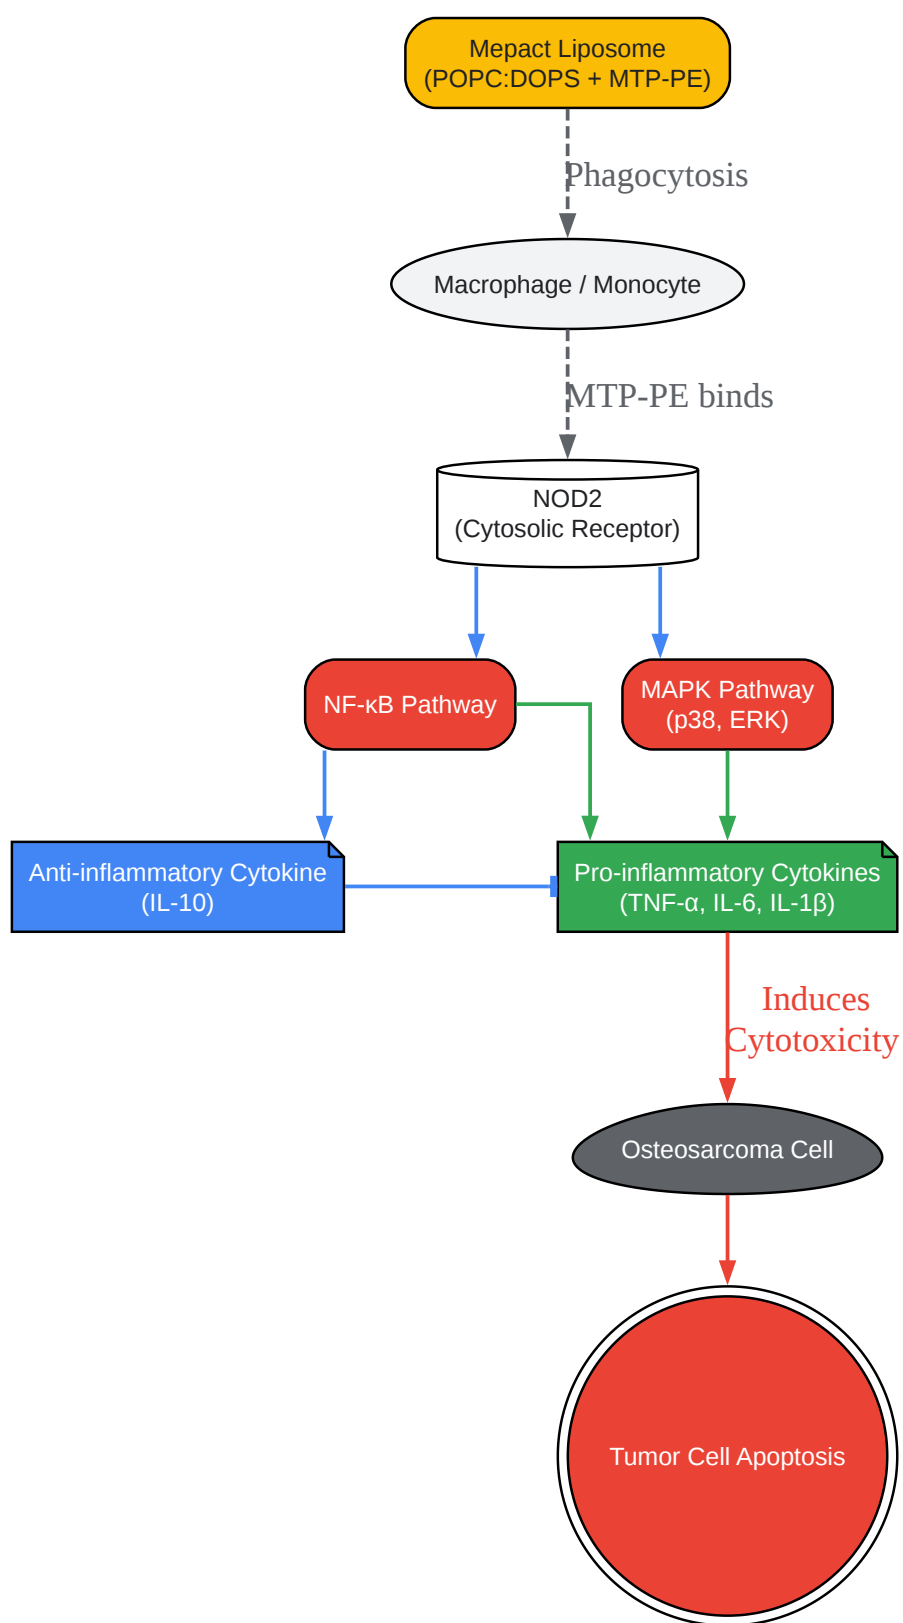 Mepact Liposome
(POPC:DOPS + MTP-PE)
Phagocytosis
Macrophage / Monocyte
MTP-PE binds
NOD2
(Cytosolic Receptor)
NF-κB Pathway
MAPK Pathway
(p38, ERK)
Anti-inflammatory Cytokine
(IL-10)
Pro-inflammatory Cytokines
(TNF-α, IL-6, IL-1β)
Induces
Cytotoxicity
Osteosarcoma Cell
Tumor Cell Apoptosis